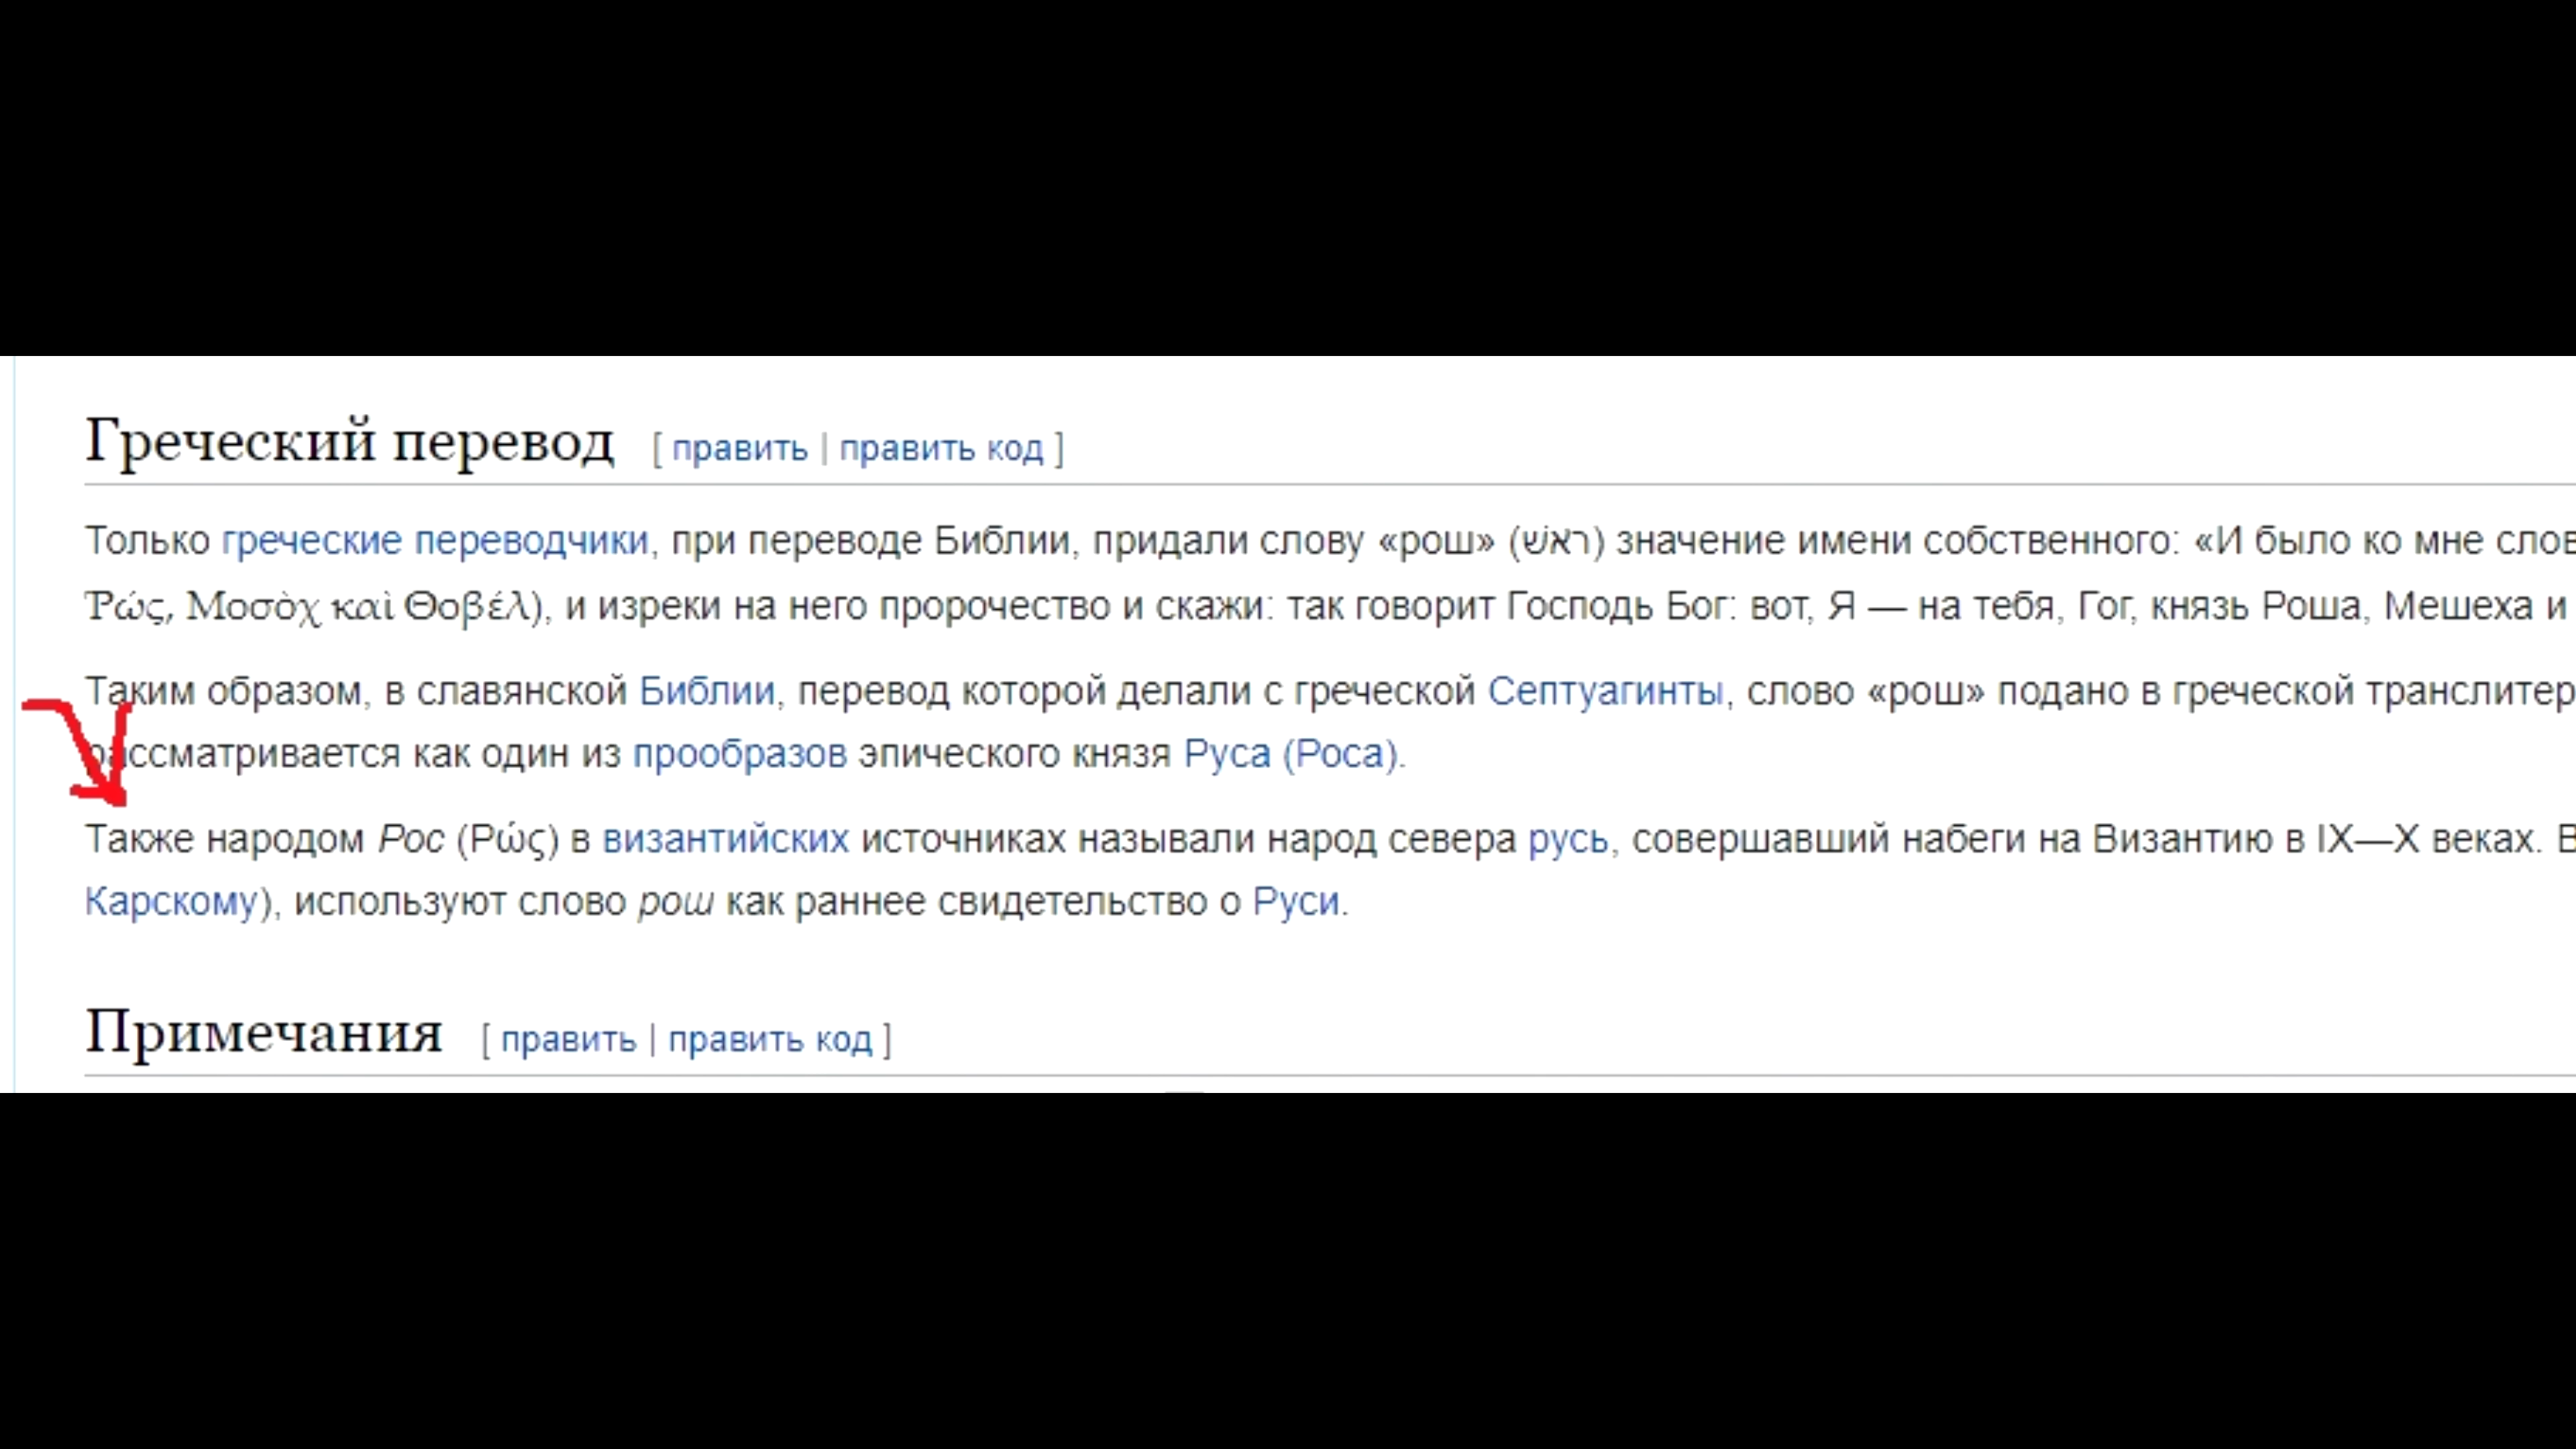 Греческий перевод [ править | править код ]
Только греческие переводчики, при переводе Библии, придали слову «рош» (ראשׁ) значение имени собственного: «И было ко мне слов
Ῥώς, Μοσὸχ καὶ Θοβέλ), и изреки на него пророчество и скажи: так говорит Господь Бог: вот, Я — на тебя, Гог, князь Роша, Мешеха и
Таким образом, в славянской Библии, перевод которой делали с греческой Септуагинты, слово «рош» подано в греческой транслитер
рассматривается как один из прообразов эпического князя Руса (Роса).
Также народом Рос (Ρώς) в византийских источниках называли народ севера русь, совершавший набеги на Византию в IX—X веках. В
Карскому), используют слово рош как раннее свидетельство о Руси.
Примечания [ править | править код ]